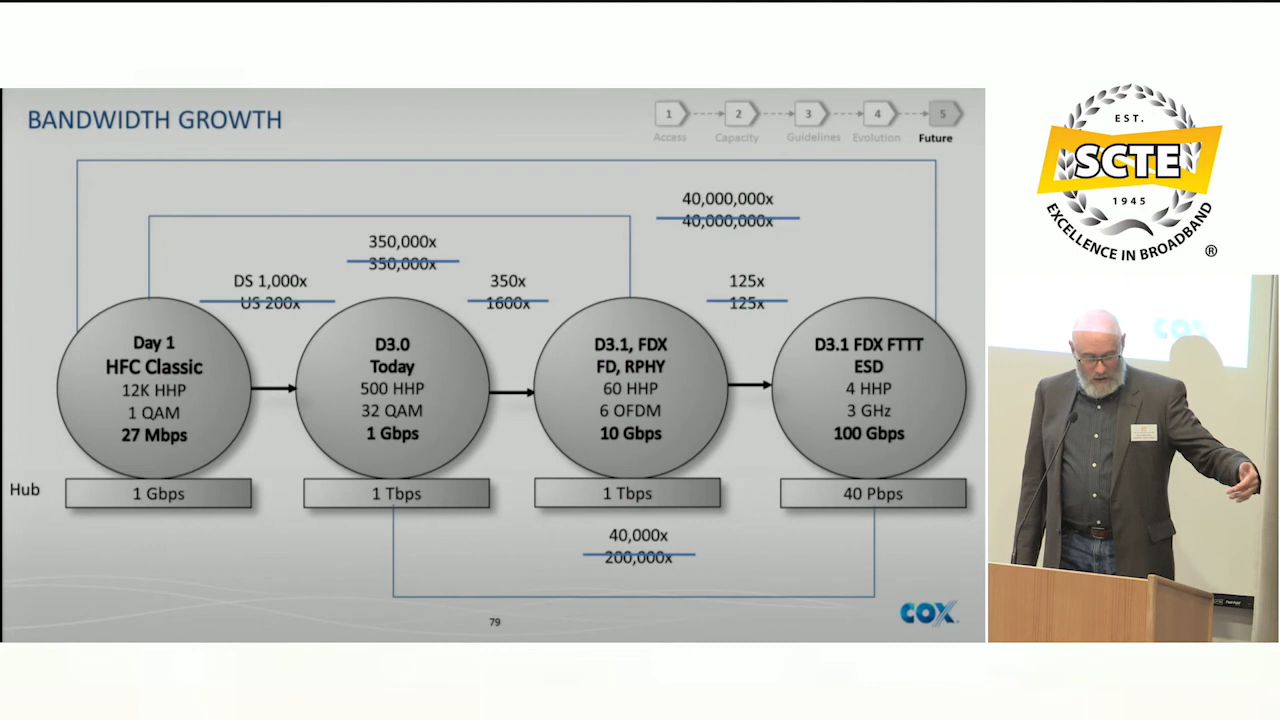 BANDWIDTH GROWTH
1 2 3 4 5
Access Capacity Guidelines Evolution Future
40,000,000x
40,000,000x
350,000x
350,000x
DS 1,000x
US 200x
350x
1600x
125x
125x
Day 1
HFC Classic
12K HHP
1 QAM
27 Mbps
D3.0
Today
500 HHP
32 QAM
1 Gbps
D3.1, FDX
FD, RPHY
60 HHP
6 OFDM
10 Gbps
D3.1 FDX FTTT
ESD
4 HHP
3 GHz
100 Gbps
Hub
1 Gbps
1 Tbps
1 Tbps
40 Pbps
40,000x
200,000x
79
COX
EST.
SCTE
1945
EXCELLENCE IN BROADBAND
®
COX